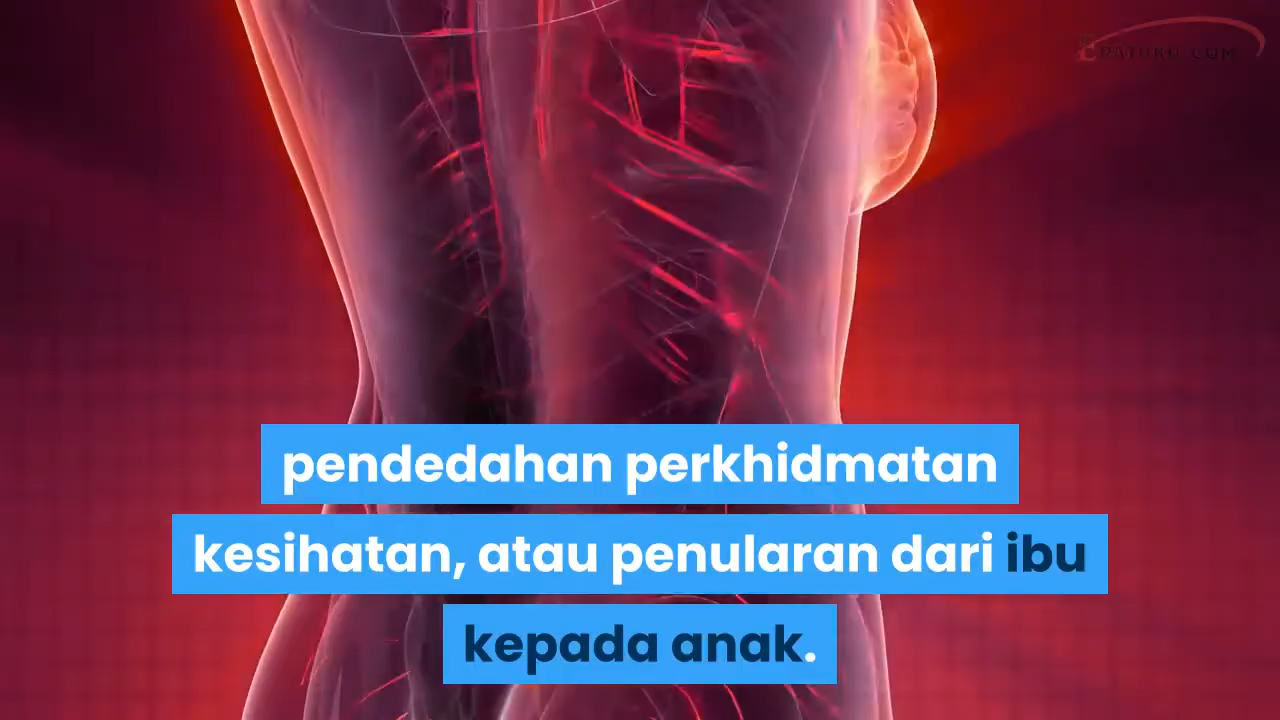 pendedahan perkhidmatan
kesihatan, atau penularan dari ibu
kepada anak.